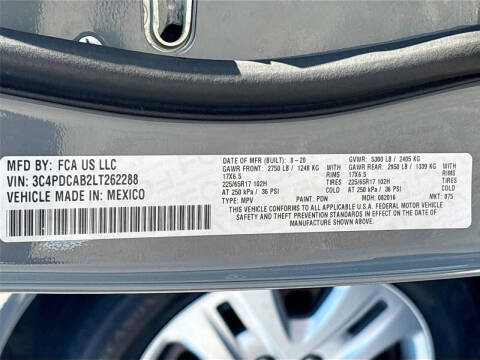 MFD BY: FCA US LLC
VIN: 3C4PDCAB2LT262288
VEHICLE MADE IN: MEXICO
DATE OF MFR (BUILT): 8-20 GVWR: 5300 LB / 2405 KG
GAWR FRONT: 2750 LB / 1248 KG GAWR REAR: 2950 LB / 1339 KG
17X6.5 RIMS 17X6.5 RIMS
225/65R17 102H TIRES 225/65R17 102H TIRES
AT 250 kPa / 36 PSI COLD AT 250 kPa / 36 PSI COLD
TYPE: MPV PAINT: PDN MDH: 082016 MKT: 875
THIS VEHICLE CONFORMS TO ALL APPLICABLE U.S.A. FEDERAL MOTOR VEHICLE
SAFETY AND THEFT PREVENTION STANDARDS IN EFFECT ON THE DATE OF
MANUFACTURE SHOWN ABOVE.